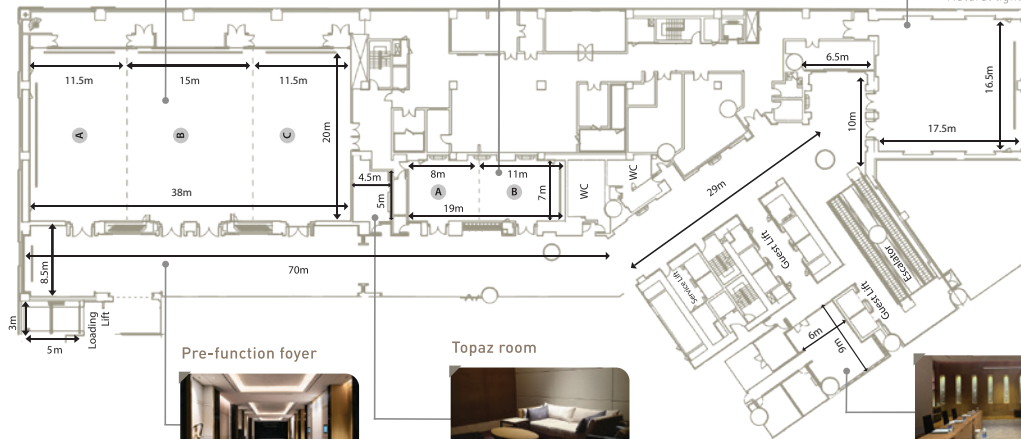 11.5m
15m
11.5m
6.5m
16.5m
10m
20m
A
B
C
17.5m
8m
11m
4.5m
5m
A
B
7m
WC
WC
38m
19m
29m
8.5m
70m
Guest Lift
Service Lift
Escalator
Guest Lift
3m
5m
Loading
Lift
6m
9m
Pre-function foyer
Topaz room